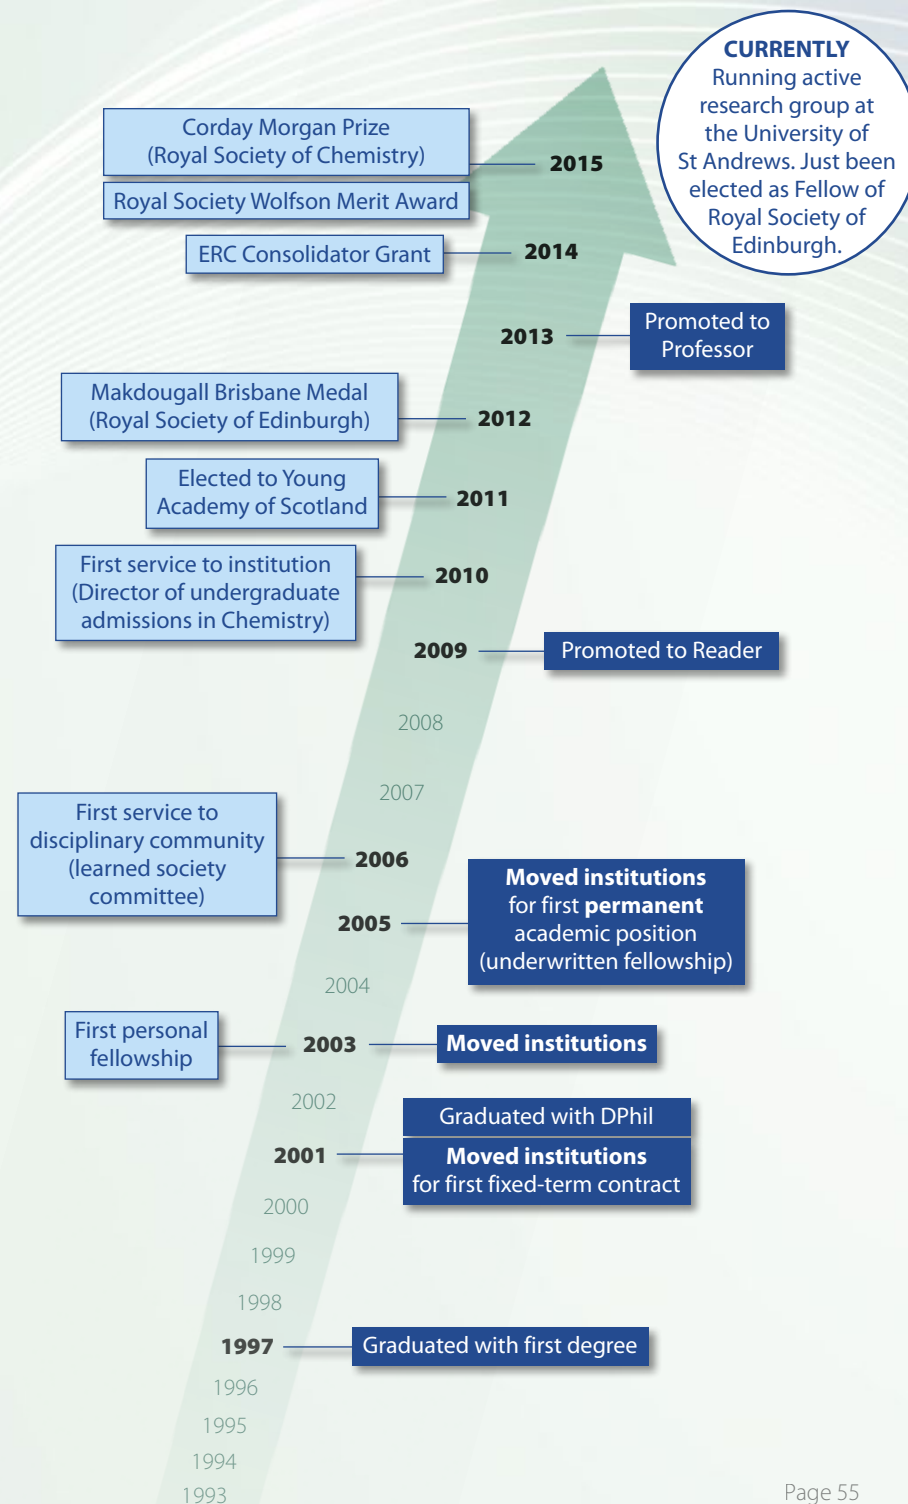 CURRENTLY
Running active
research group at
the University of
St Andrews. Just been
elected as Fellow of
Royal Society of
Edinburgh.
Corday Morgan Prize
(Royal Society of Chemistry)
2015
Royal Society Wolfson Merit Award
ERC Consolidator Grant
2014
2013
Promoted to
Professor
Makdougall Brisbane Medal
(Royal Society of Edinburgh)
2012
Elected to Young
Academy of Scotland
2011
First service to institution
(Director of undergraduate
admissions in Chemistry)
2010
2009
Promoted to Reader
2008
2007
First service to
disciplinary community
(learned society
committee)
2006
2005
Moved institutions
for first permanent
academic position
(underwritten fellowship)
2004
First personal
fellowship
2003
Moved institutions
2002
Graduated with DPhil
2001
Moved institutions
for first fixed-term contract
2000
1999
1998
1997
Graduated with first degree
1996
1995
1994
1993
Page 55